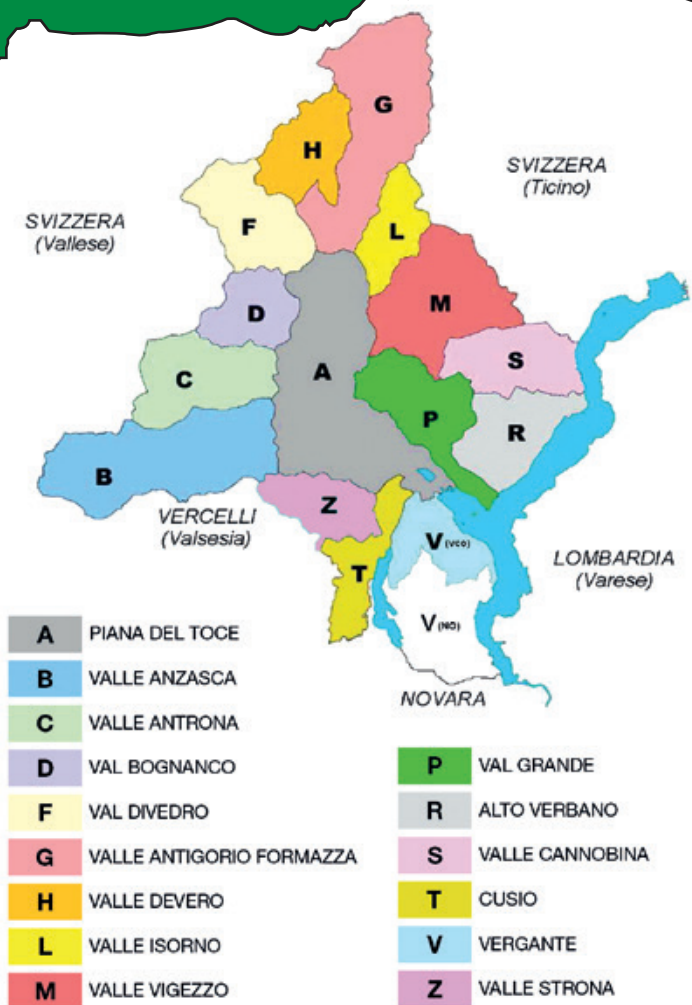 G
H
SVIZZERA
(Ticino)
SVIZZERA
(Vallese)
F
L
D
M
A
S
C
P
R
B
Z
VERCELLI
(Valsesia)
V (VCO)
LOMBARDIA
(Varese)
T
V (NO)
NOVARA
A PIANA DEL TOCE
B VALLE ANZASCA
C VALLE ANTRONA
D VAL BOGNANCO
F VAL DIVEDRO
G VALLE ANTIGORIO FORMAZZA
H VALLE DEVERO
L VALLE ISORNO
M VALLE VIGEZZO
P VAL GRANDE
R ALTO VERBANO
S VALLE CANNOBINA
T CUSIO
V VERGANTE
Z VALLE STRONA